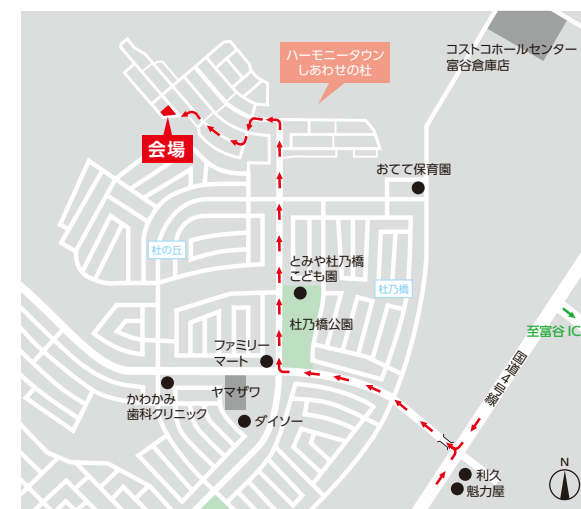 コストコホールセンター
富谷倉庫店
ハーモニータウン
しあわせの杜
会場
おてて保育園
杜の丘
とみや杜乃橋
こども園
杜乃橋
杜乃橋公園
至富谷IC
ファミリー
マート
国道4号線
かわかみ
歯科クリニック
ヤマザワ
ダイソー
利久
魁力屋
N